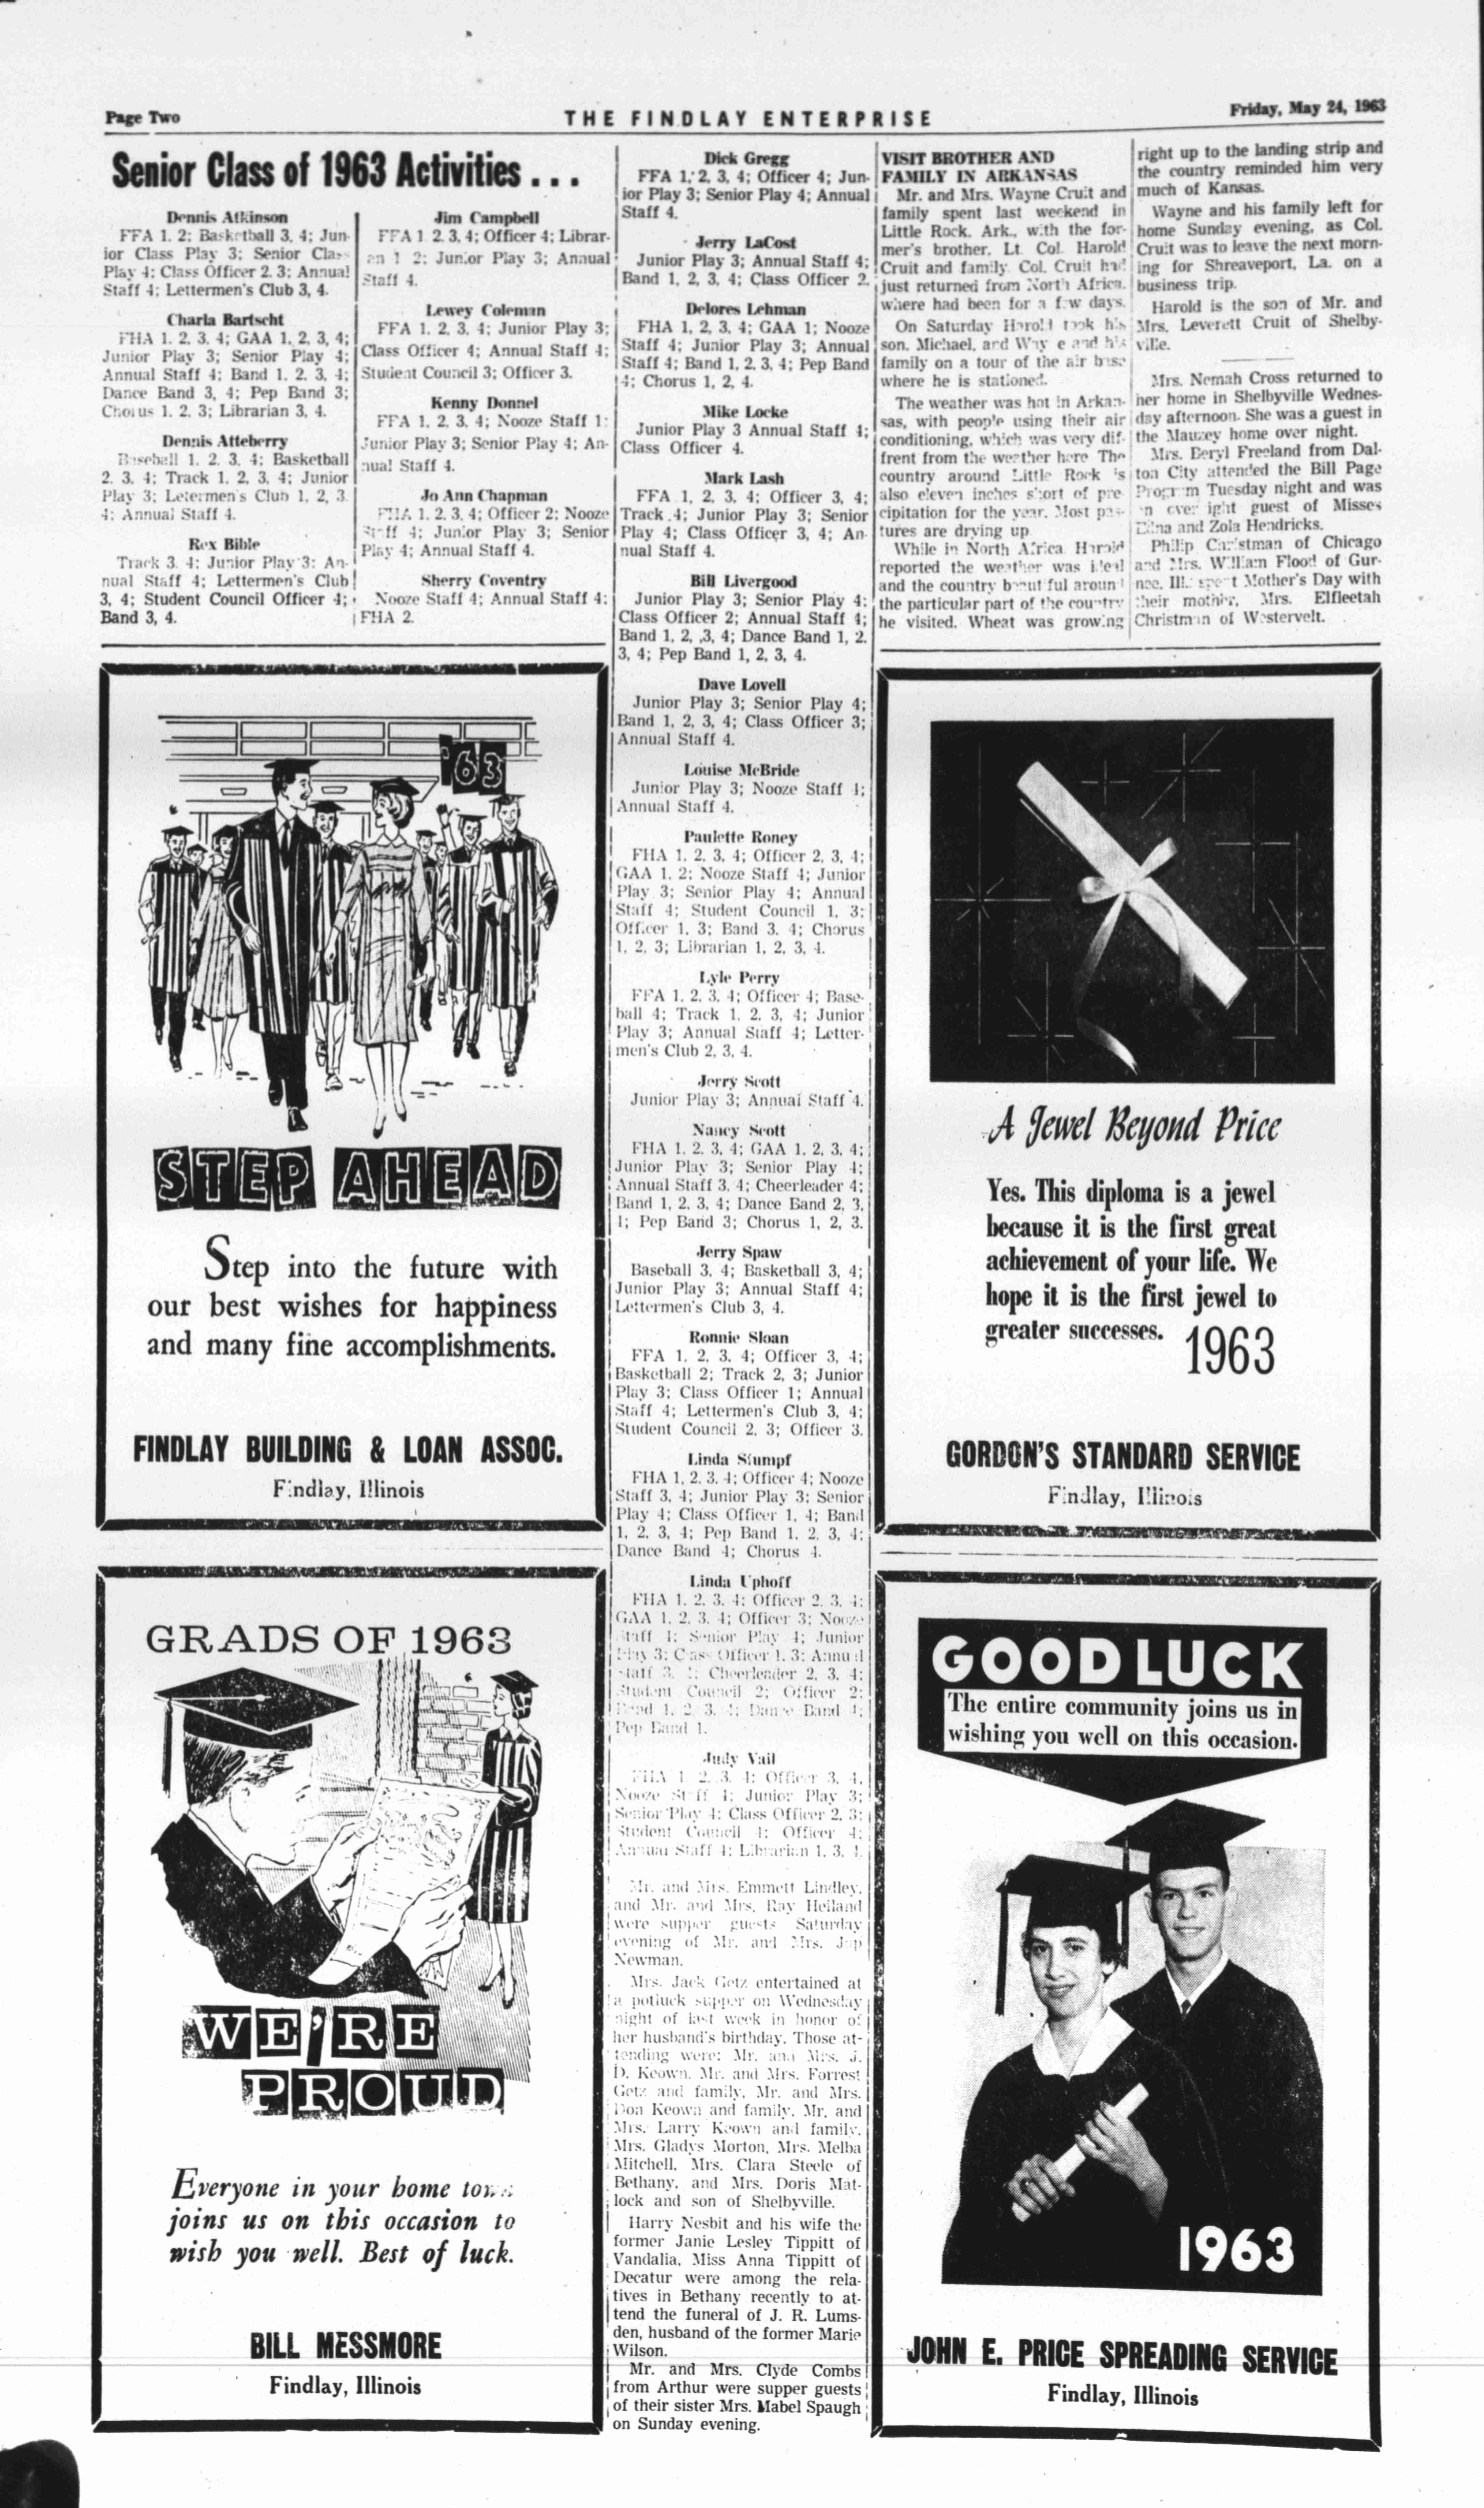 Page Two
THE FINDLAY ENTERPRISE
Friday, May 24, 1963
Senior Class of 1963 Activities . . .
Dennis Atkinson
FFA 1. 2; Basketball 3, 4; Jun-
ior Class Play 3; Senior Class
Play 4; Class Officer 2. 3; Annual
Staff 4; Lettermen's Club 3, 4.
Charla Bartscht
FHA 1. 2. 3. 4; GAA 1, 2, 3, 4;
Junior Play 3; Senior Play 4;
Annual Staff 4; Band 1. 2. 3, 4;
Dance Band 3, 4; Pep Band 3;
Chorus 1. 2. 3; Librarian 3, 4.
Dennis Atteberry
Baseball 1. 2. 3. 4; Basketball
2. 3. 4; Track 1. 2, 3, 4; Junior
Play 3; Letermen's Club 1, 2, 3.
4; Annual Staff 4.
Rex Bible
Track 3. 4; Junior Play 3; An-
nual Staff 4; Lettermen's Club
3, 4; Student Council Officer 4;
Band 3, 4.
Jim Campbell
FFA 1 2. 3, 4; Officer 4; Librar-
an 1 2; Junior Play 3; Annual
Staff 4.
Lewey Coleman
FFA 1. 2. 3. 4; Junior Play 3;
Class Officer 4; Annual Staff 4;
Student Council 3; Officer 3.
Kenny Donnel
FFA 1. 2. 3, 4; Nooze Staff 1:
Junior Play 3; Senior Play 4; An-
nual Staff 4.
Jo Ann Chapman
FHA 1. 2. 3, 4; Officer 2; Nooze
Staff 4; Junior Play 3; Senior
Play 4; Annual Staff 4.
Sherry Coventry
Nooze Staff 4; Annual Staff 4;
FHA 2.
Dick Gregg
FFA 1, 2, 3, 4; Officer 4; Jun-
ior Play 3; Senior Play 4; Annual
Staff 4.
Jerry LaCost
Junior Play 3; Annual Staff 4;
Band 1, 2, 3, 4; Class Officer 2.
Delores Lehman
FHA 1, 2, 3, 4; GAA 1; Nooze
Staff 4; Junior Play 3; Annual
Staff 4; Band 1, 2, 3, 4; Pep Band
4; Chorus 1, 2, 4.
Mike Locke
Junior Play 3 Annual Staff 4;
Class Officer 4.
Mark Lash
FFA 1, 2, 3, 4; Officer 3, 4;
Track 4; Junior Play 3; Senior
Play 4; Class Officer 3, 4; An-
nual Staff 4.
Bill Livergood
Junior Play 3; Senior Play 4;
Class Officer 2; Annual Staff 4;
Band 1, 2, ,3, 4; Dance Band 1, 2.
3, 4; Pep Band 1, 2, 3, 4.
Dave Lovell
Junior Play 3; Senior Play 4;
Band 1, 2, 3, 4; Class Officer 3;
Annual Staff 4.
Louise McBride
Junior Play 3; Nooze Staff 4;
Annual Staff 4.
Paulette Roney
FHA 1. 2. 3, 4; Officer 2, 3, 4;
GAA 1. 2; Nooze Staff 4; Junior
Play 3; Senior Play 4; Annual
Staff 4; Student Council 1, 3;
Officer 1, 3; Band 3. 4; Chorus
1, 2, 3; Librarian 1, 2, 3, 4.
Lyle Perry
FFA 1. 2, 3. 4; Officer 4; Base-
ball 4; Track 1. 2. 3, 4; Junior
Play 3; Annual Staff 4; Letter-
men's Club 2, 3, 4.
Jerry Scott
Junior Play 3; Annual Staff 4.
Nancy Scott
FHA 1. 2. 3, 4; GAA 1. 2, 3, 4;
Junior Play 3; Senior Play 4;
Annual Staff 3. 4; Cheerleader 4;
Band 1, 2, 3, 4; Dance Band 2, 3,
4; Pep Band 3; Chorus 1, 2, 3.
Jerry Spaw
Baseball 3, 4; Basketball 3, 4;
Junior Play 3; Annual Staff 4;
Lettermen's Club 3, 4.
Ronnie Sloan
FFA 1. 2. 3, 4; Officer 3, 4;
Basketball 2; Track 2, 3; Junior
Play 3; Class Officer 1; Annual
Staff 4; Lettermen's Club 3, 4;
Student Council 2, 3; Officer 3.
Linda Stumpf
FHA 1, 2. 3. 4; Officer 4; Nooze
Staff 3, 4; Junior Play 3; Senior
Play 4; Class Officer 1, 4; Band
1, 2. 3, 4; Pep Band 1. 2, 3, 4;
Dance Band 4; Chorus 4.
Linda Uphoff
FHA 1. 2. 3. 4; Officer 2. 3, 4;
GAA 1. 2, 3. 4; Officer 3; Nooze
Staff 4; Senior Play 4; Junior
Play 3; Class Officer 1. 3; Annual
Staff 3. 4; Cheerleader 2, 3, 4;
Student Council 2; Officer 2;
Band 1. 2. 3. 4; Dance Band 4;
Pep Band 1.
Judy Vail
FHA 1 2. 3. 4; Officer 3. 4.
Nooze Staff 4; Junior Play 3;
Senior Play 4; Class Officer 2, 3;
Student Council 4; Officer 4;
Annual Staff 4; Librarian 1, 3, 4.
Mr. and Mrs. Emmett Lindley,
and Mr. and Mrs. Ray Heiland
were supper guests Saturday
evening of Mr. and Mrs. Jap
Newman.
Mrs. Jack Getz entertained at
a potluck supper on Wednesday
night of last week in honor of
her husband's birthday. Those at-
tending were: Mr. and Mrs. J.
D. Keown, Mr. and Mrs. Forrest
Getz and family, Mr. and Mrs.
Don Keown and family, Mr. and
Mrs. Larry Keown and family,
Mrs. Gladys Morton, Mrs. Melba
Mitchell, Mrs. Clara Steele of
Bethany, and Mrs. Doris Mat-
lock and son of Shelbyville.
Harry Nesbit and his wife the
former Janie Lesley Tippitt of
Vandalia, Miss Anna Tippitt of
Decatur were among the rela-
tives in Bethany recently to at-
tend the funeral of J. R. Lums-
den, husband of the former Marie
Wilson.
Mr. and Mrs. Clyde Combs
from Arthur were supper guests
of their sister Mrs. Mabel Spaugh
on Sunday evening.
VISIT BROTHER AND
FAMILY IN ARKANSAS
Mr. and Mrs. Wayne Cruit and
family spent last weekend in
Little Rock, Ark., with the for-
mer's brother, Lt. Col. Harold
Cruit and family. Col. Cruit had
just returned from North Africa,
where had been for a few days.
On Saturday Harold took his
son, Michael, and Wayne and his
family on a tour of the air base
where he is stationed.
The weather was hot in Arkan-
sas, with people using their air
conditioning, which was very dif-
frent from the weather here The
country around Little Rock is
also eleven inches short of pre-
cipitation for the year. Most pas-
tures are drying up
While in North Africa Harold
reported the weather was ideal
and the country beautiful around
the particular part of the country
he visited. Wheat was growing
right up to the landing strip and
the country reminded him very
much of Kansas.
Wayne and his family left for
home Sunday evening, as Col.
Cruit was to leave the next morn-
ing for Shreaveport, La. on a
business trip.
Harold is the son of Mr. and
Mrs. Leverett Cruit of Shelby-
ville.
Mrs. Nemah Cross returned to
her home in Shelbyville Wednes-
day afternoon. She was a guest in
the Mauzey home over night.
Mrs. Beryl Freeland from Dal-
ton City attended the Bill Page
Program Tuesday night and was
an over ight guest of Misses
Edna and Zola Hendricks.
Philip Christman of Chicago
and Mrs. William Flood of Gur-
nee, Ill. spent Mother's Day with
their mother, Mrs. Elfleetah
Christman of Westervelt.
'63
STEP AHEAD
Step into the future with
our best wishes for happiness
and many fine accomplishments.
FINDLAY BUILDING & LOAN ASSOC.
Findlay, Illinois
A Jewel Beyond Price
Yes. This diploma is a jewel
because it is the first great
achievement of your life. We
hope it is the first jewel to
greater successes.
1963
GORDON'S STANDARD SERVICE
Findlay, Illinois
GRADS OF 1963
WE'RE
PROUD
Everyone in your home town
joins us on this occasion to
wish you well. Best of luck.
BILL MESSMORE
Findlay, Illinois
GOOD LUCK
The entire community joins us in
wishing you well on this occasion.
1963
JOHN E. PRICE SPREADING SERVICE
Findlay, Illinois